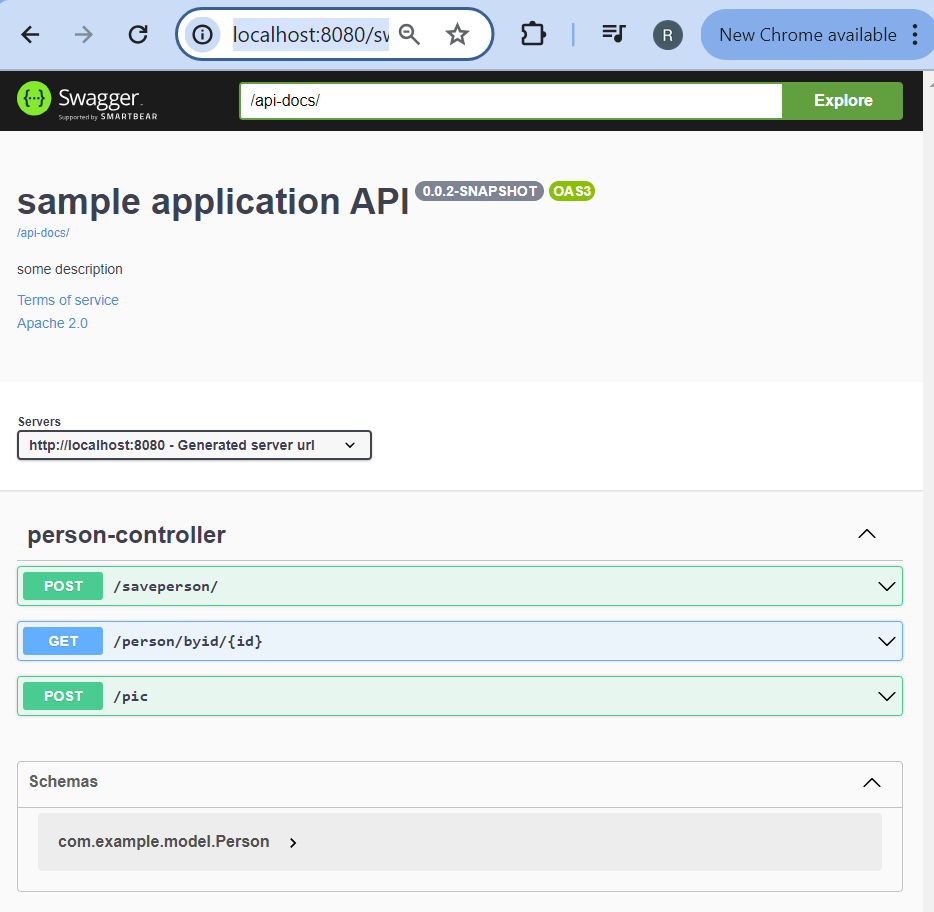 localhost:8080/sw
R
New Chrome available
Swagger.
Supported by SMARTBEAR
/api-docs/
Explore
sample application API 0.0.2-SNAPSHOT OAS3
/api-docs/
some description
Terms of service
Apache 2.0
Servers
http://localhost:8080 - Generated server url
person-controller
POST /saveperson/
GET /person/byid/{id}
POST /pic
Schemas
com.example.model.Person